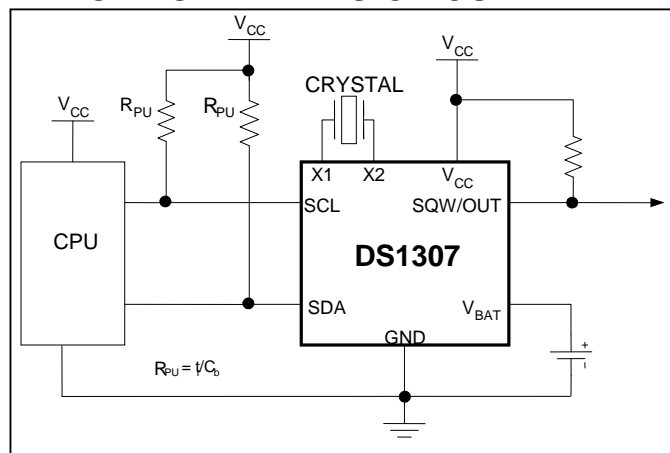 VCC
VCC
CRYSTAL
VCC
RPU
RPU
X1
X2
VCC
SCL
SQW/OUT
CPU
DS1307
SDA
VBAT
GND
+
−
RPU = tr/Cb